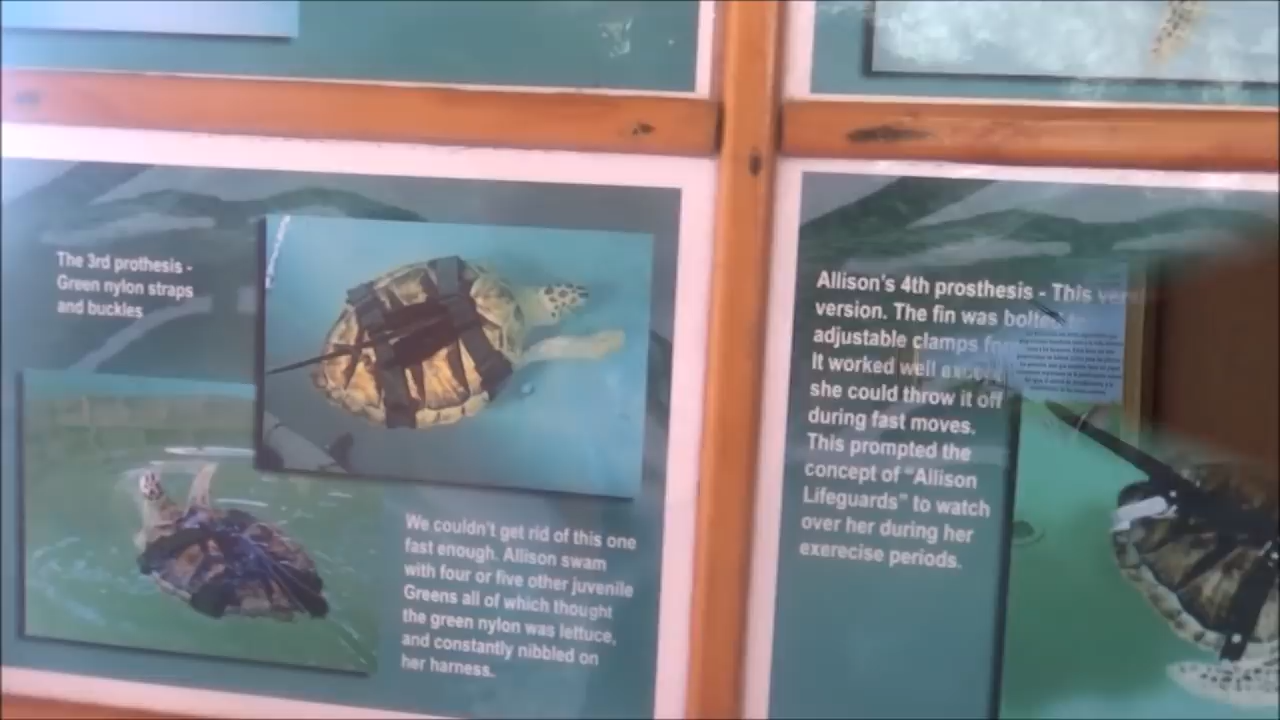 The 3rd prothesis -
Green nylon straps
and buckles
We couldn't get rid of this one
fast enough. Allison swam
with four or five other juvenile
Greens all of which thought
the green nylon was lettuce,
and constantly nibbled on
her harness.
Allison's 4th prosthesis - This
version. The fin was bolted
adjustable clamps
It worked well except
she could throw it off
during fast moves.
This prompted the
concept of "Allison
Lifeguards" to watch
over her during her
exerecise periods.